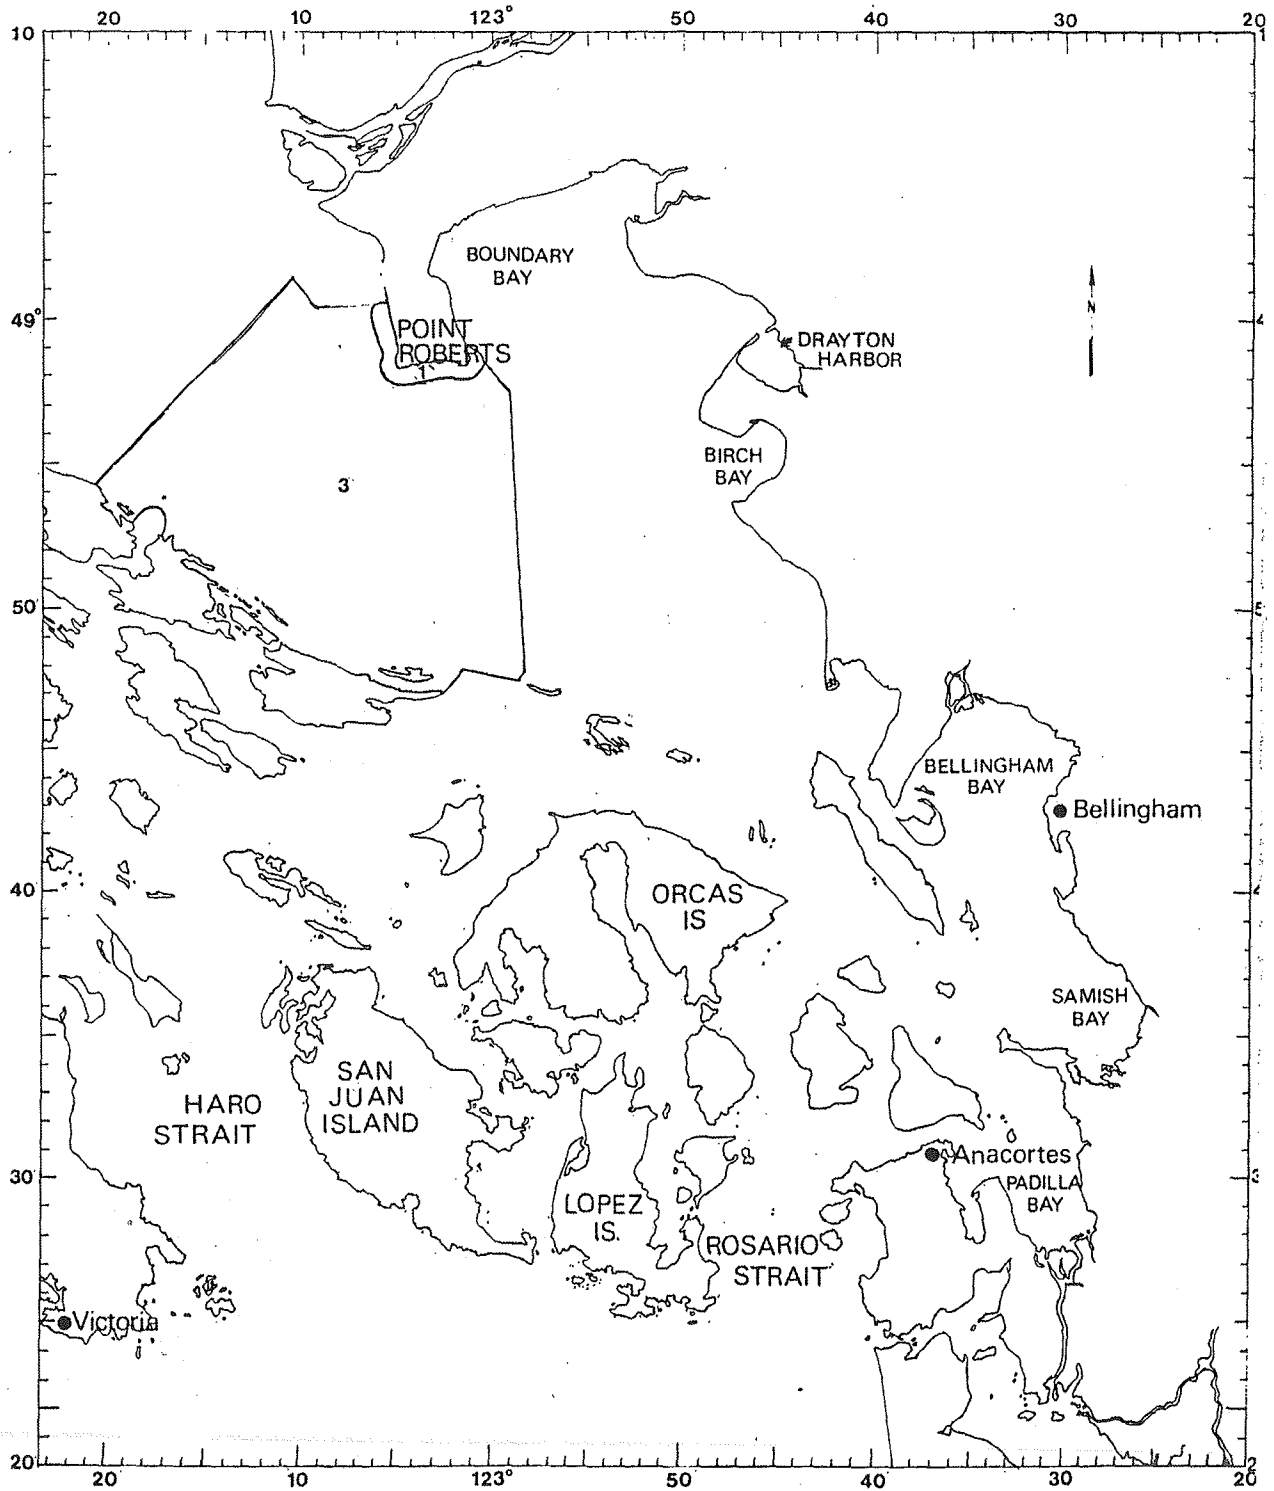 20 10 123° 50 40 30 20
10
BOUNDARY
BAY
N
49°
POINT
ROBERTS
1
DRAYTON
HARBOR
BIRCH
BAY
3
50'
BELLINGHAM
BAY
Bellingham
40
ORCAS
IS
SAMISH
BAY
SAN
JUAN
ISLAND
HARO
STRAIT
Anacortes
30
PADILLA
BAY
LOPEZ
IS.
ROSARIO
STRAIT
Victoria
20
20 10 123° 50 40 30 20